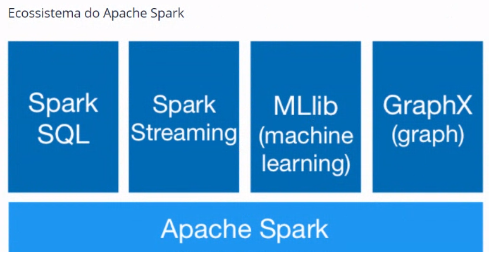 Ecossistema do Apache Spark
Spark
SQL
Spark
Streaming
MLlib
(machine
learning)
GraphX
(graph)
Apache Spark